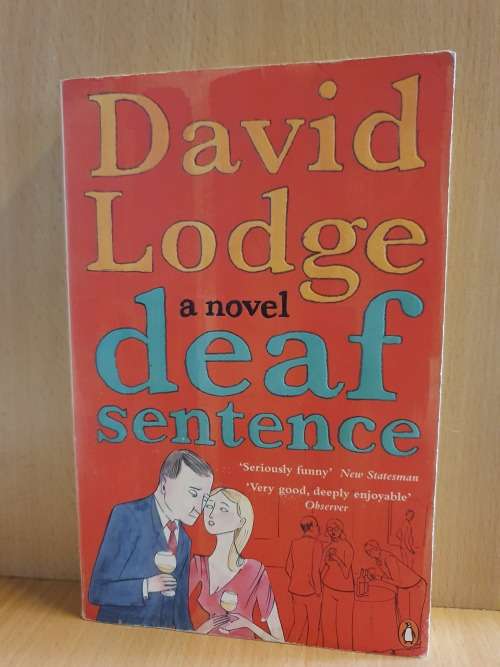 David
Lodge
a novel
deaf
sentence
'Seriously funny' New Statesman
'Very good, deeply enjoyable'
Observer